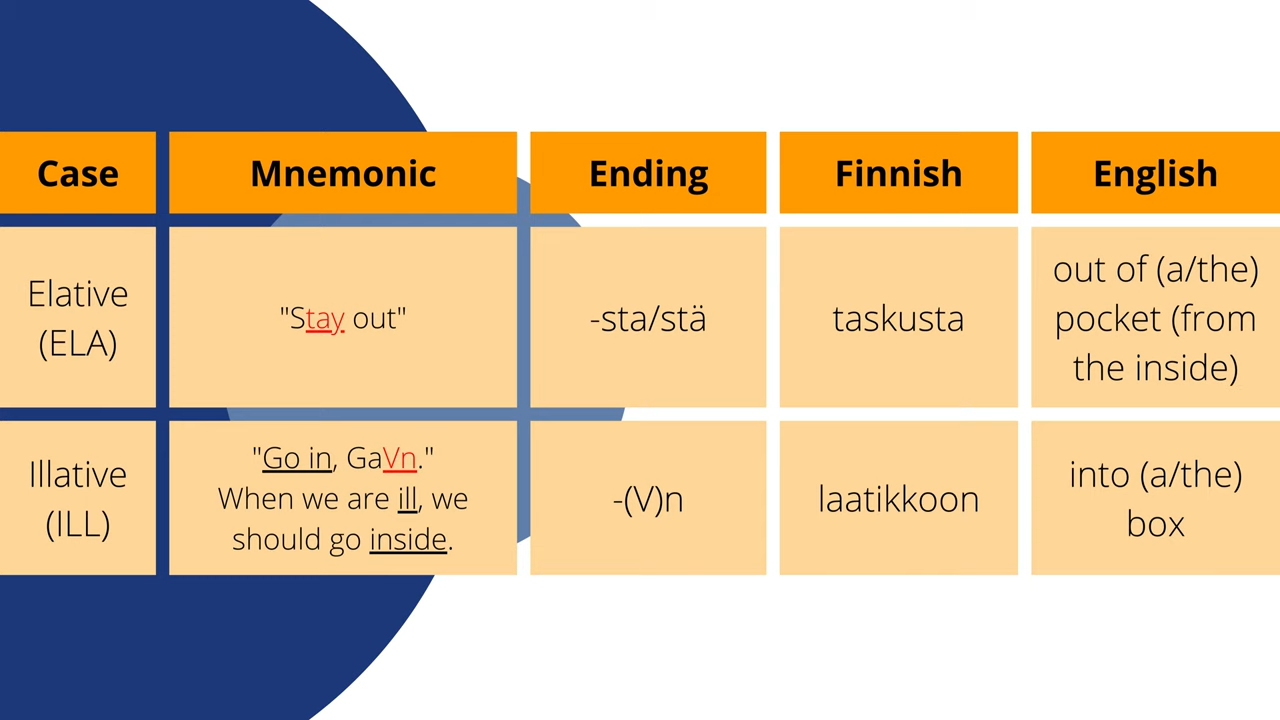 Case
Mnemonic
Ending
Finnish
English
Elative
(ELA)
"Stay out"
-sta/stä
taskusta
out of (a/the)
pocket (from
the inside)
Illative
(ILL)
"Go in, GaVn."
When we are ill, we
should go inside.
-(V)n
laatikkoon
into (a/the)
box